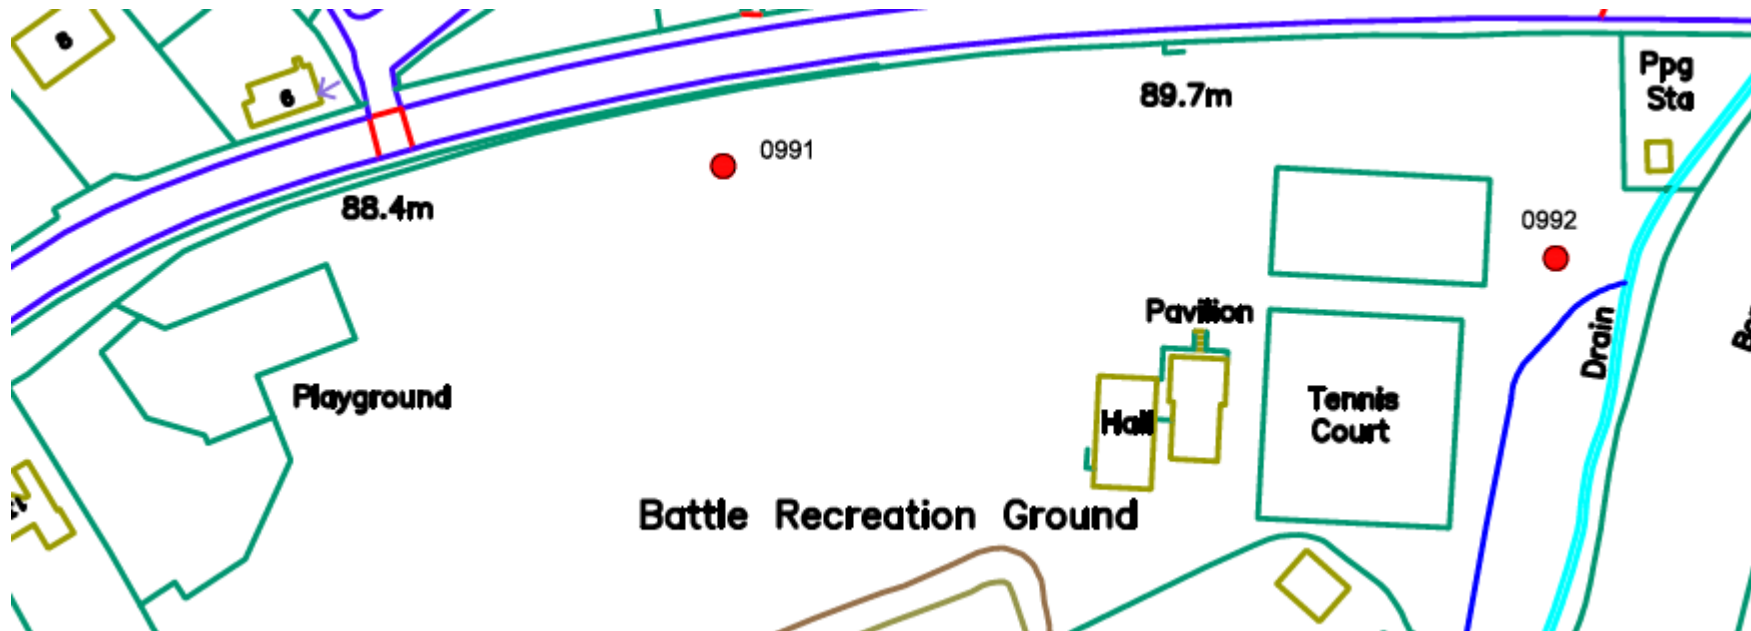 8
6
Ppg
Sta
89.7m
0991
88.4m
0992
Pavilion
Drain
Playground
Tennis
Court
Hall
Battle Recreation Ground